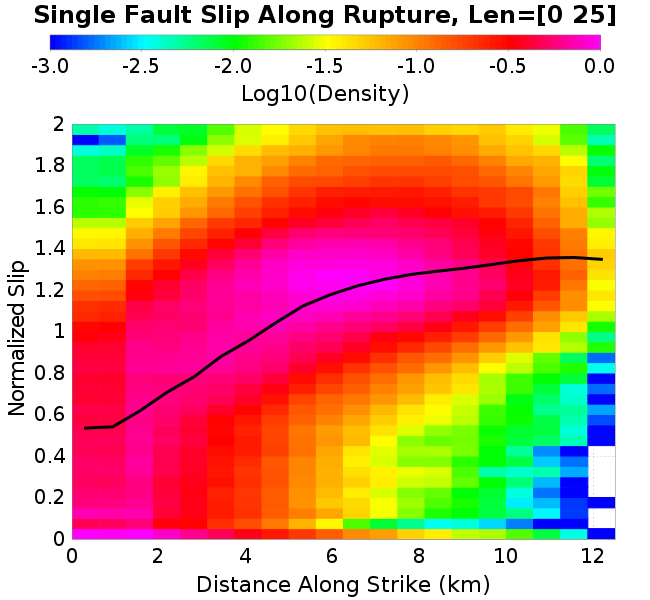 Single Fault Slip Along Rupture, Len=[0 25]
-3.0 -2.5 -2.0 -1.5 -1.0 -0.5 0.0
Log10(Density)
2
1.8
1.6
1.4
1.2
1
0.8
0.6
0.4
0.2
0
Normalized Slip
0 2 4 6 8 10 12
Distance Along Strike (km)